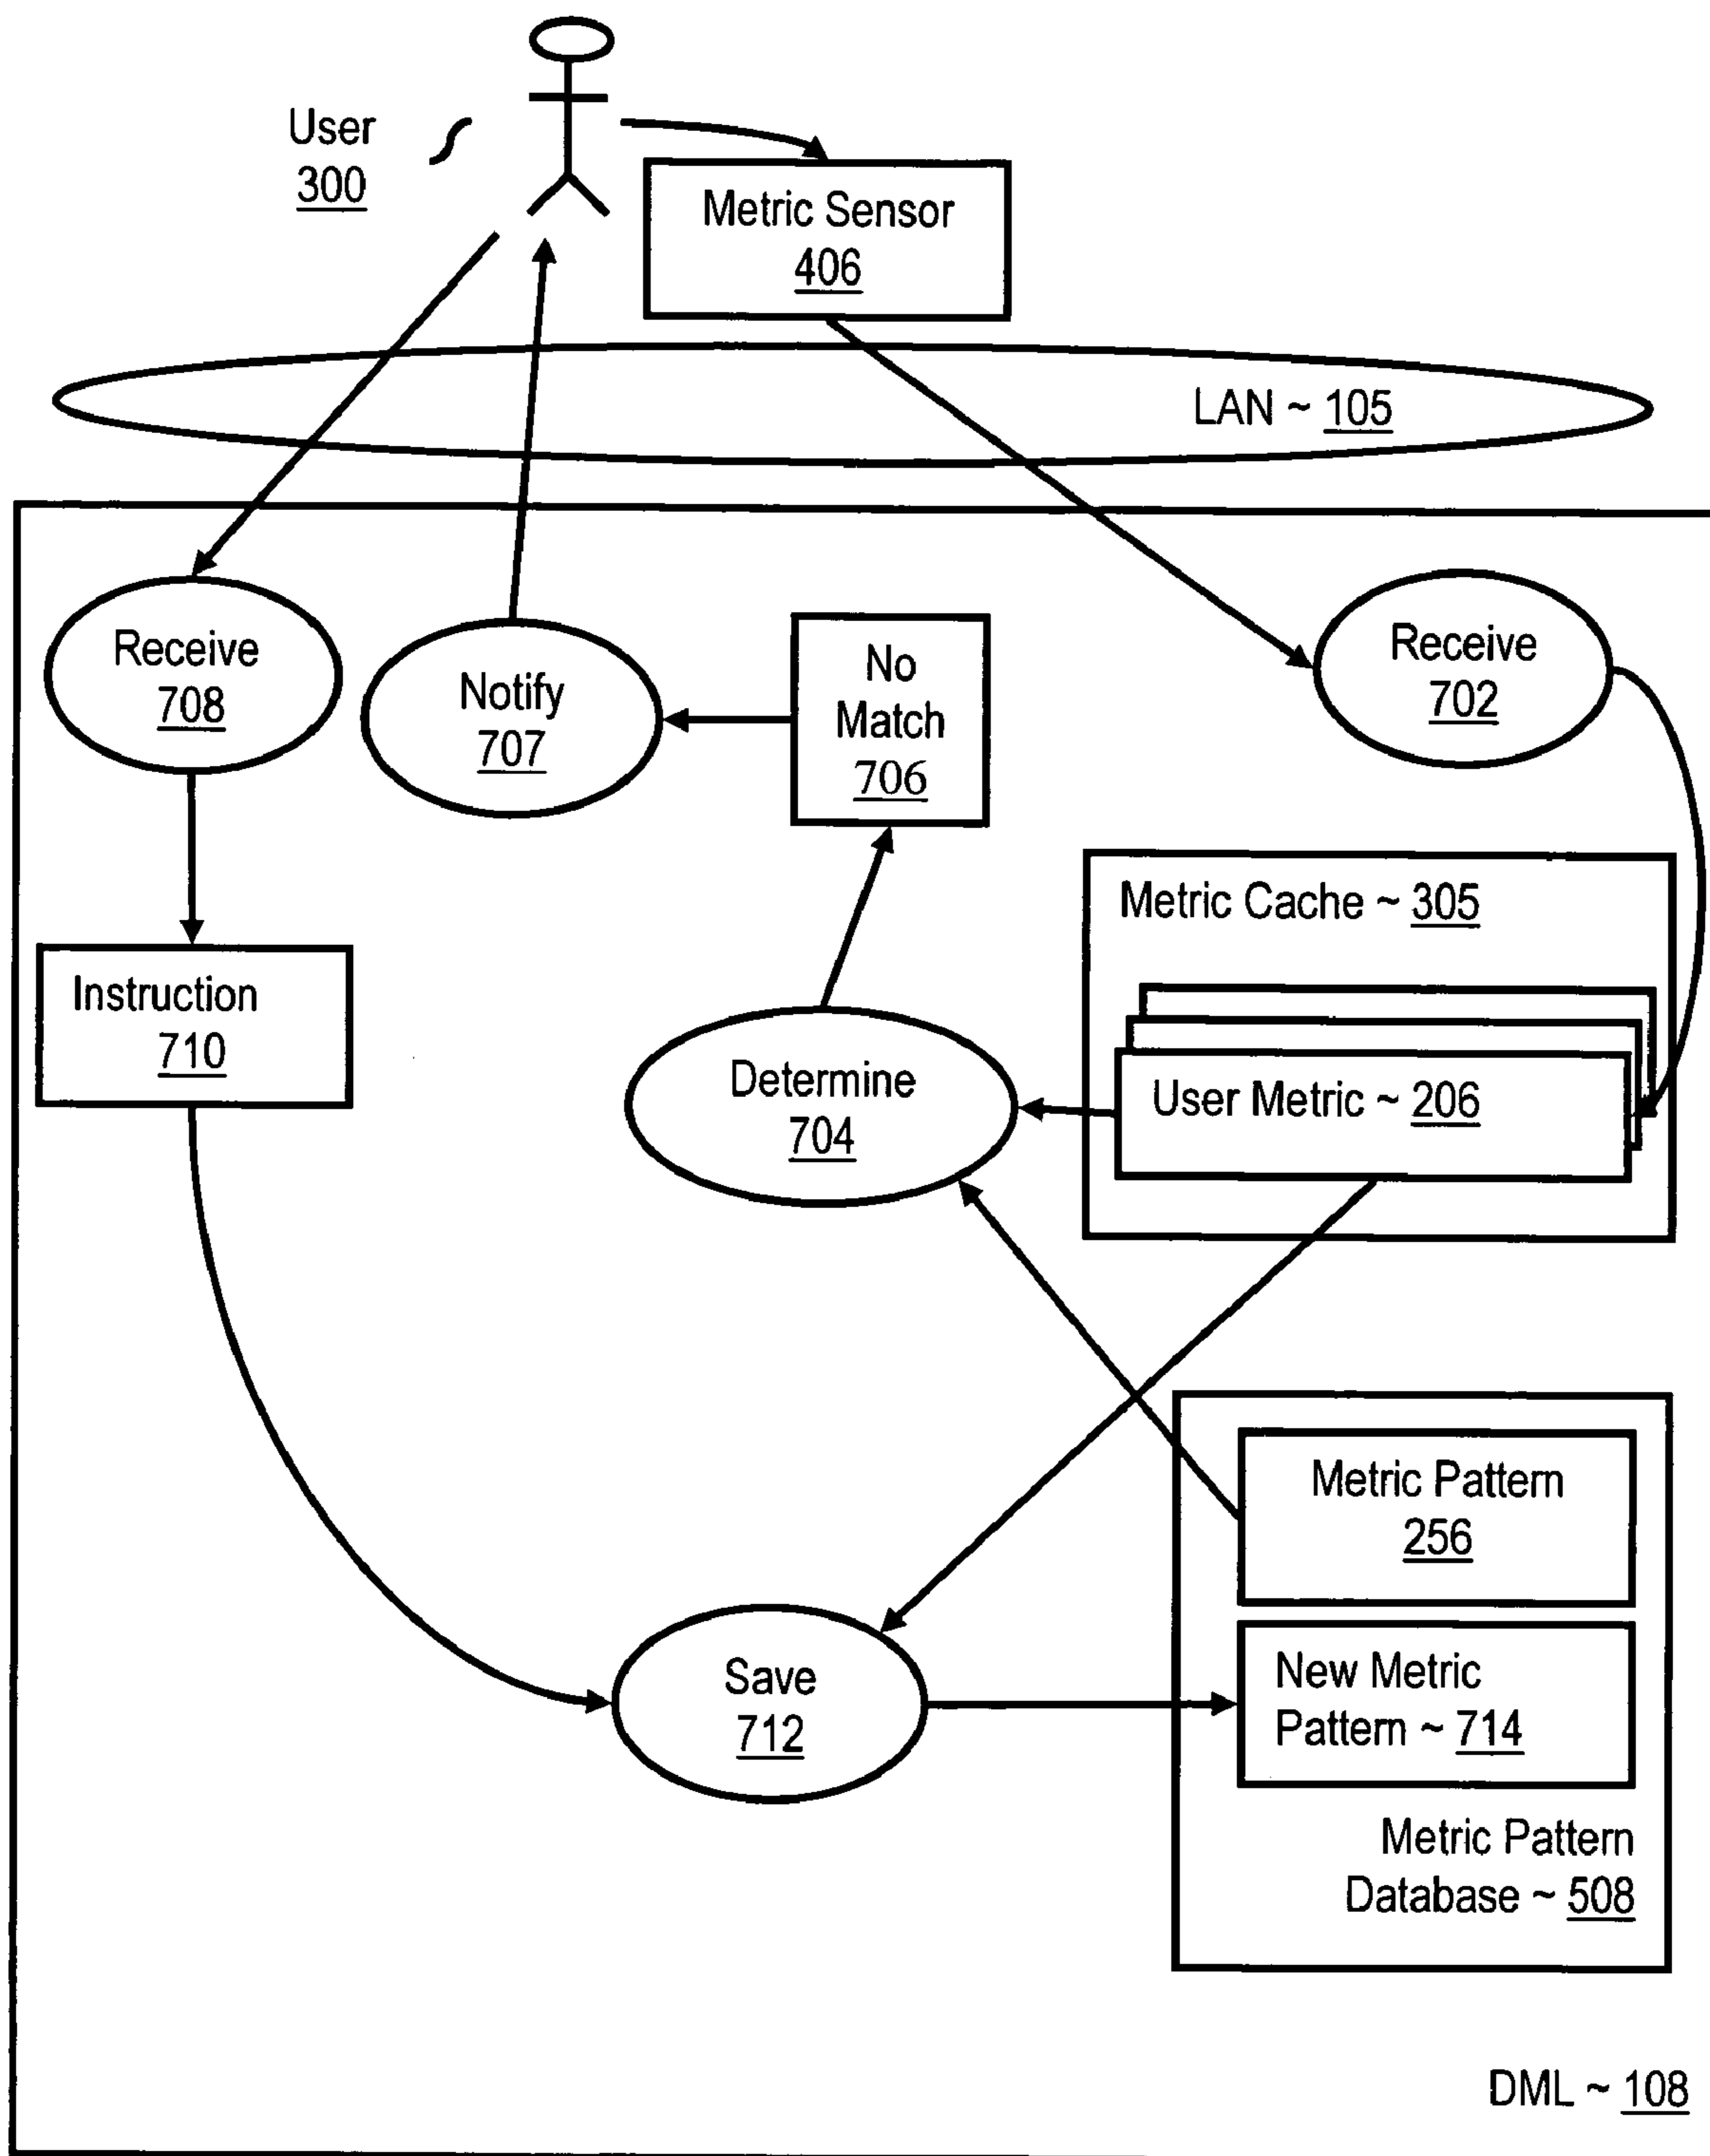 User
300
Metric Sensor
406
LAN ~ 105
Receive
708
Notify
707
No
Match
706
Receive
702
Metric Cache ~ 305
Instruction
710
Determine
704
User Metric ~ 206
Metric Pattern
256
Save
712
New Metric
Pattern ~ 714
Metric Pattern
Database ~ 508
DML ~ 108